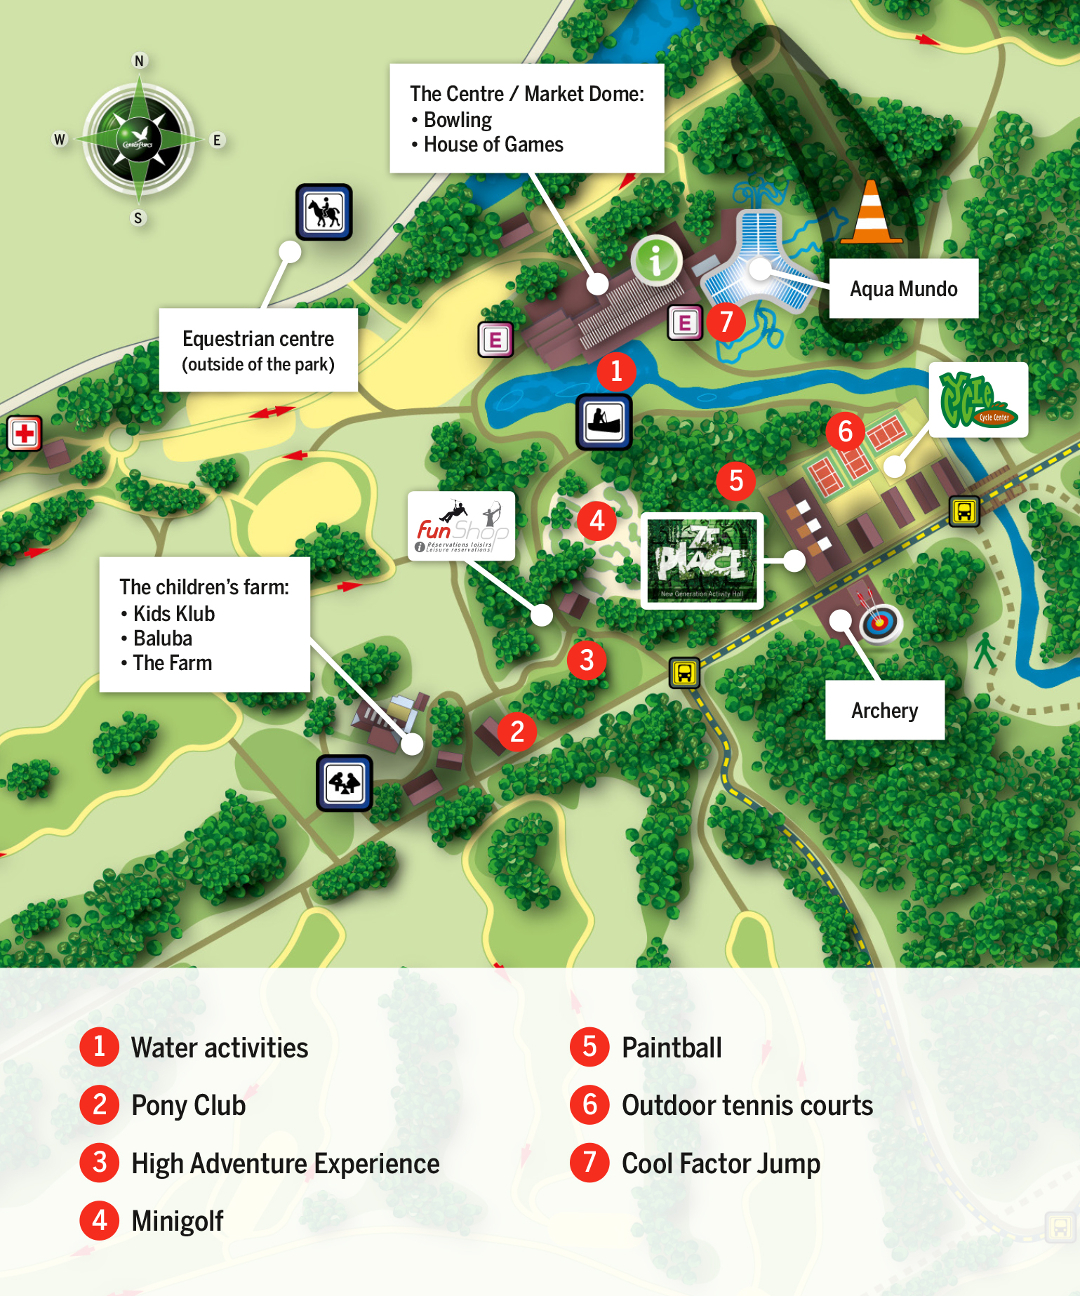 N
W
E
S
CenterParcs
The Centre / Market Dome:
• Bowling
• House of Games
i
Aqua Mundo
Equestrian centre
(outside of the park)
E
E
7
1
Cycle
Cycle Center
6
5
4
fun Shop
i Réservations loisirs
Leisure reservations
THE PLACE
New Generation Activity Hall
The children's farm:
• Kids Klub
• Baluba
• The Farm
3
2
Archery
1 Water activities
2 Pony Club
3 High Adventure Experience
4 Minigolf
5 Paintball
6 Outdoor tennis courts
7 Cool Factor Jump